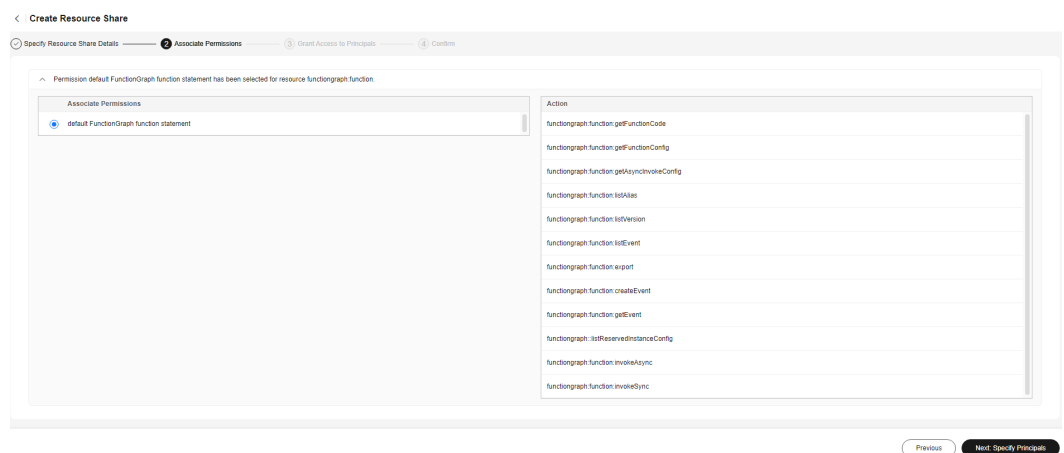 Create Resource Share
Specify Resource Share Details 2 Associate Permissions 3 Grant Access to Principals 4 Confirm
Permission default FunctionGraph function statement has been selected for resource functiongraph:function.
Associate Permissions
default FunctionGraph function statement
Action
functiongraph:function:getFunctionCode
functiongraph:function:getFunctionConfig
functiongraph:function:getAsyncInvokeConfig
functiongraph:function:listAlias
functiongraph:function:listVersion
functiongraph:function:listEvent
functiongraph:function:export
functiongraph:function:createEvent
functiongraph:function:getEvent
functiongraph::listReservedInstanceConfig
functiongraph:function:invokeAsync
functiongraph:function:invokeSync
Previous Next: Specify Principals